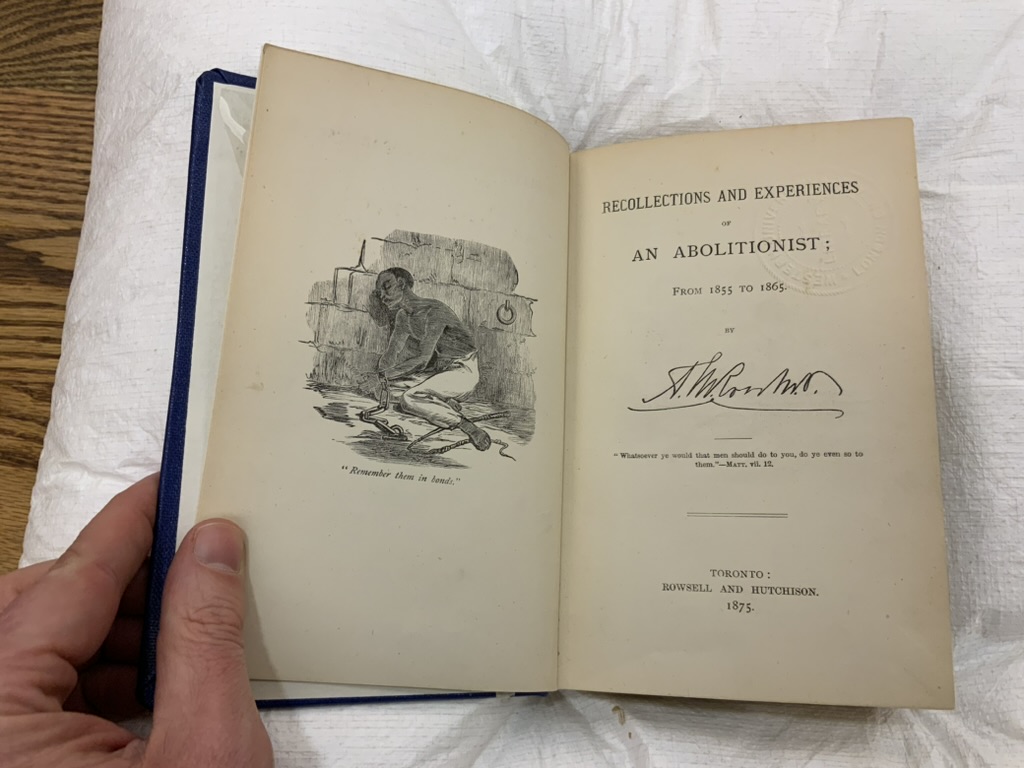 "Remember them in bonds."
RECOLLECTIONS AND EXPERIENCES
OF
AN ABOLITIONIST;
FROM 1855 TO 1865.
BY
"Whatsoever ye would that men should do to you, do ye even so to
them."—MATT, vii. 12,
TORONTO:
ROWSELL AND HUTCHISON.
1875.